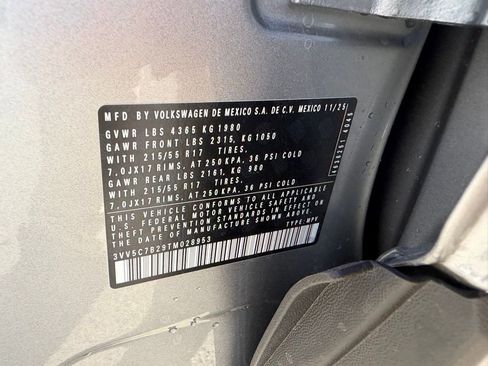 MFD BY VOLKSWAGEN DE MEXICO S.A. DE C.V. MEXICO 11/25
GVWR LBS 4365 KG 1980
GAWR FRONT LBS 2315, KG 1050
WITH 215/55 R17 TIRES.
7.0JX17 RIMS. AT 250 KPA, 36 PSI COLD
GAWR REAR LBS 2161, KG 980
WITH 215/55 R17 TIRES.
7.0JX17 RIMS. AT 250 KPA, 36 PSI COLD
THIS VEHICLE CONFORMS TO ALL APPLICABLE
U.S. FEDERAL MOTOR VEHICLE SAFETY AND
THEFT PREVENTION STANDARDS IN EFFECT ON
THE DATE OF MANUFACTURE SHOWN ABOVE.
3VV5C7B29TM028953 TYPE: MPV